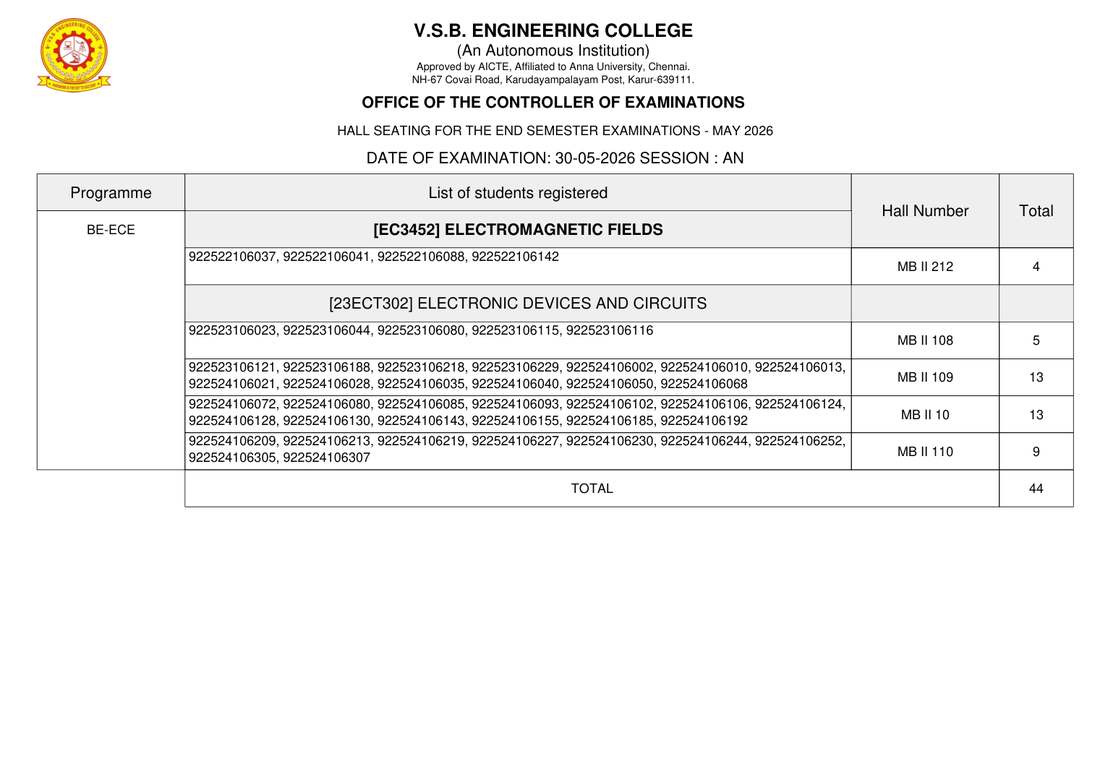 V.S.B. ENGINEERING COLLEGE
(An Autonomous Institution)
Approved by AICTE, Affiliated to Anna University, Chennai.
NH-67 Covai Road, Karudayampalayam Post, Karur-639111.
OFFICE OF THE CONTROLLER OF EXAMINATIONS
HALL SEATING FOR THE END SEMESTER EXAMINATIONS - MAY 2026
DATE OF EXAMINATION: 30-05-2026 SESSION : AN
Programme
List of students registered
Hall Number
Total
BE-ECE
[EC3452] ELECTROMAGNETIC FIELDS
922522106037, 922522106041, 922522106088, 922522106142
MB II 212
4
[23ECT302] ELECTRONIC DEVICES AND CIRCUITS
922523106023, 922523106044, 922523106080, 922523106115, 922523106116
MB II 108
5
922523106121, 922523106188, 922523106218, 922523106229, 922524106002, 922524106010, 922524106013,
922524106021, 922524106028, 922524106035, 922524106040, 922524106050, 922524106068
MB II 109
13
922524106072, 922524106080, 922524106085, 922524106093, 922524106102, 922524106106, 922524106124,
922524106128, 922524106130, 922524106143, 922524106155, 922524106185, 922524106192
MB II 10
13
922524106209, 922524106213, 922524106219, 922524106227, 922524106230, 922524106244, 922524106252,
922524106305, 922524106307
MB II 110
9
TOTAL
44